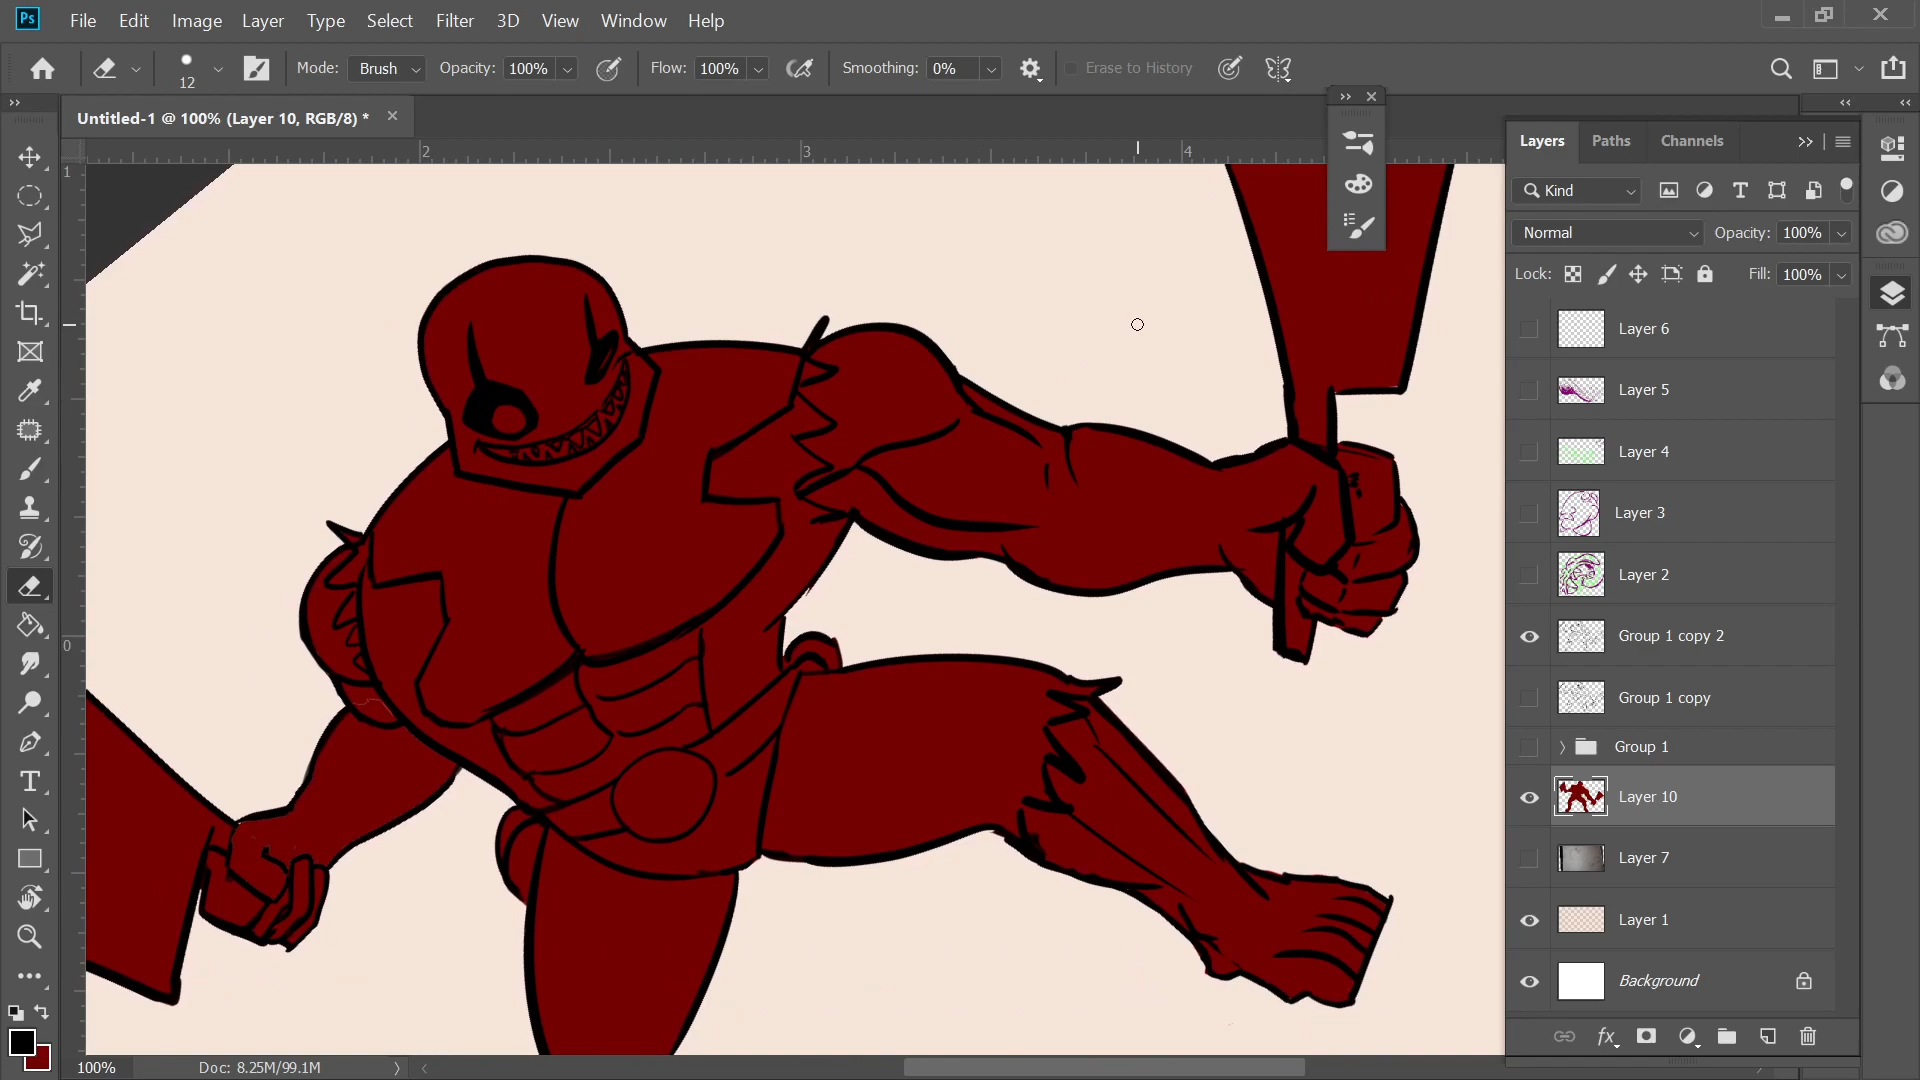 Ps File Edit Image Layer Type Select Filter 3D View Window Help
12 Mode: Brush Opacity: 100% Flow: 100% Smoothing: 0% Erase to History
Untitled-1 @ 100% (Layer 10, RGB/8) *
2 3 4
1
0
Layers Paths Channels
Kind
Normal Opacity: 100%
Lock: Fill: 100%
Layer 6
Layer 5
Layer 4
Layer 3
Layer 2
Group 1 copy 2
Group 1 copy
Group 1
Layer 10
Layer 7
Layer 1
Background
100% Doc: 8.25M/99.1M